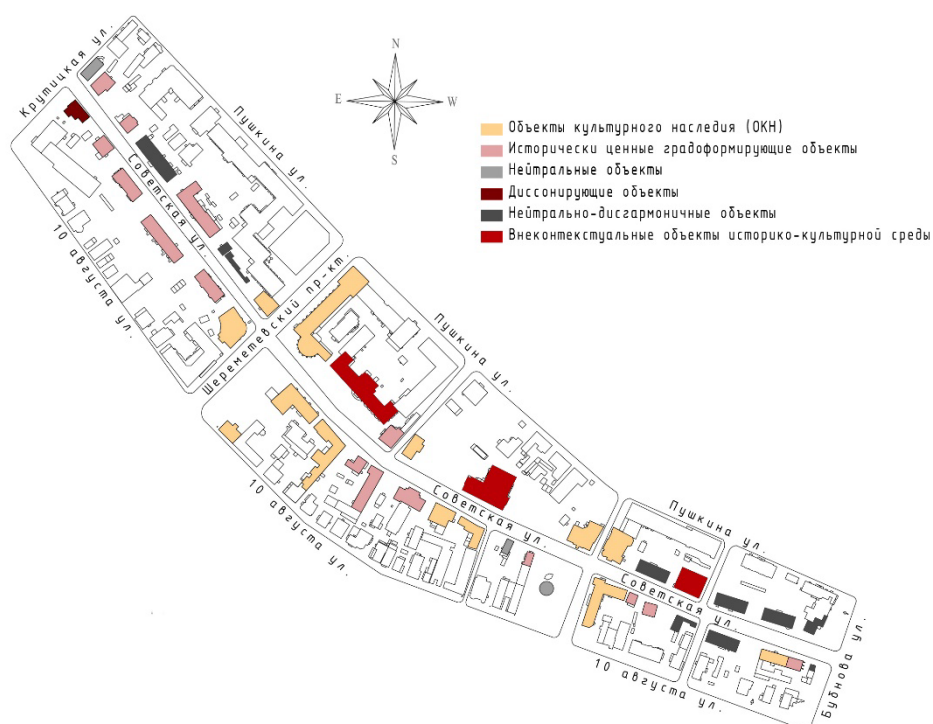 Крутицкая ул.
Пушкина ул.
Советская ул.
Советская ул.
10 августа ул.
Шереметевский пр-кт.
N
E
W
S
Объекты культурного наследия (ОКН)
Исторически ценные градоформирующие объекты
Нейтральные объекты
Диссонирующие объекты
Нейтрально-дисгармоничные объекты
Внеконтекстуальные объекты историко-культурной среды
Пушкина ул.
10 августа ул.
Советская ул.
Пушкина ул.
Советская ул.
10 августа ул.
Бубнова ул.